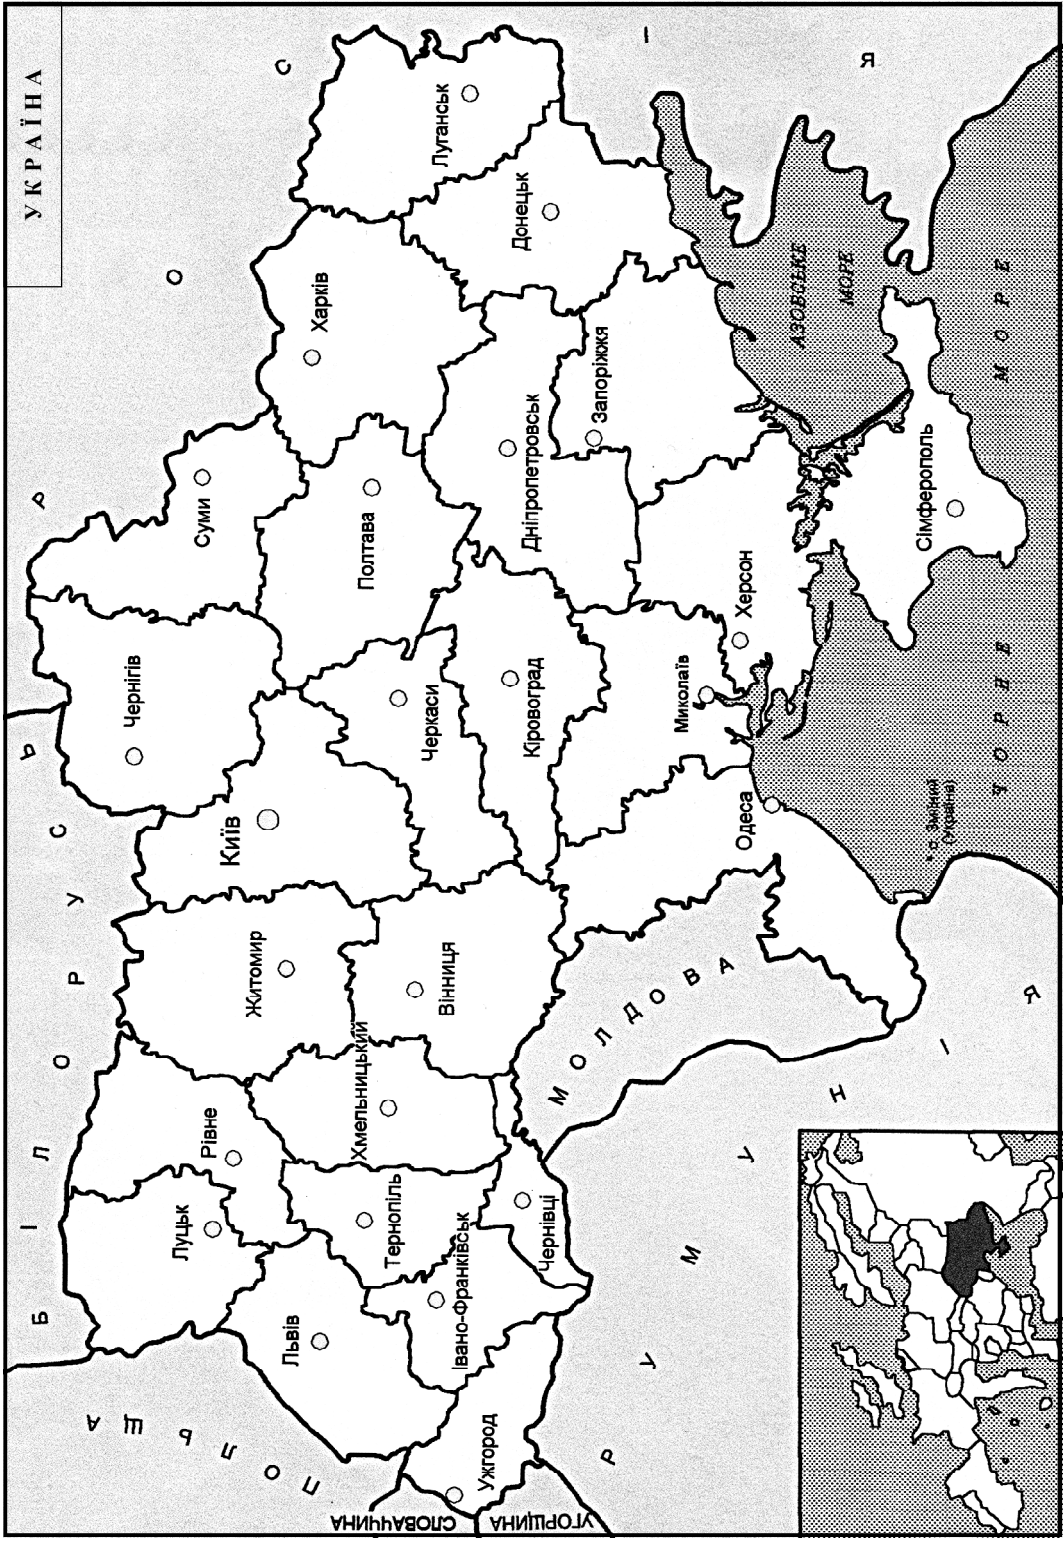 УКРАЇНА
РОСІЯ
БІЛОРУСЬ
ПОЛЬЩА
СЛОВАЧЧИНА
УГОРЩИНА
РУМУНІЯ
МОЛДОВА
Луцьк
Рівне
Житомир
Київ
Чернігів
Суми
Харків
Луганськ
Львів
Тернопіль
Хмельницький
Вінниця
Черкаси
Полтава
Донецьк
Ужгород
Івано-Франківськ
Чернівці
Кіровоград
Дніпропетровськ
Запоріжжя
Миколаїв
Херсон
Одеса
Сімферополь
АЗОВСЬКЕ
МОРЕ
ЧОРНЕ МОРЕ
о. Зміїний
(Україна)